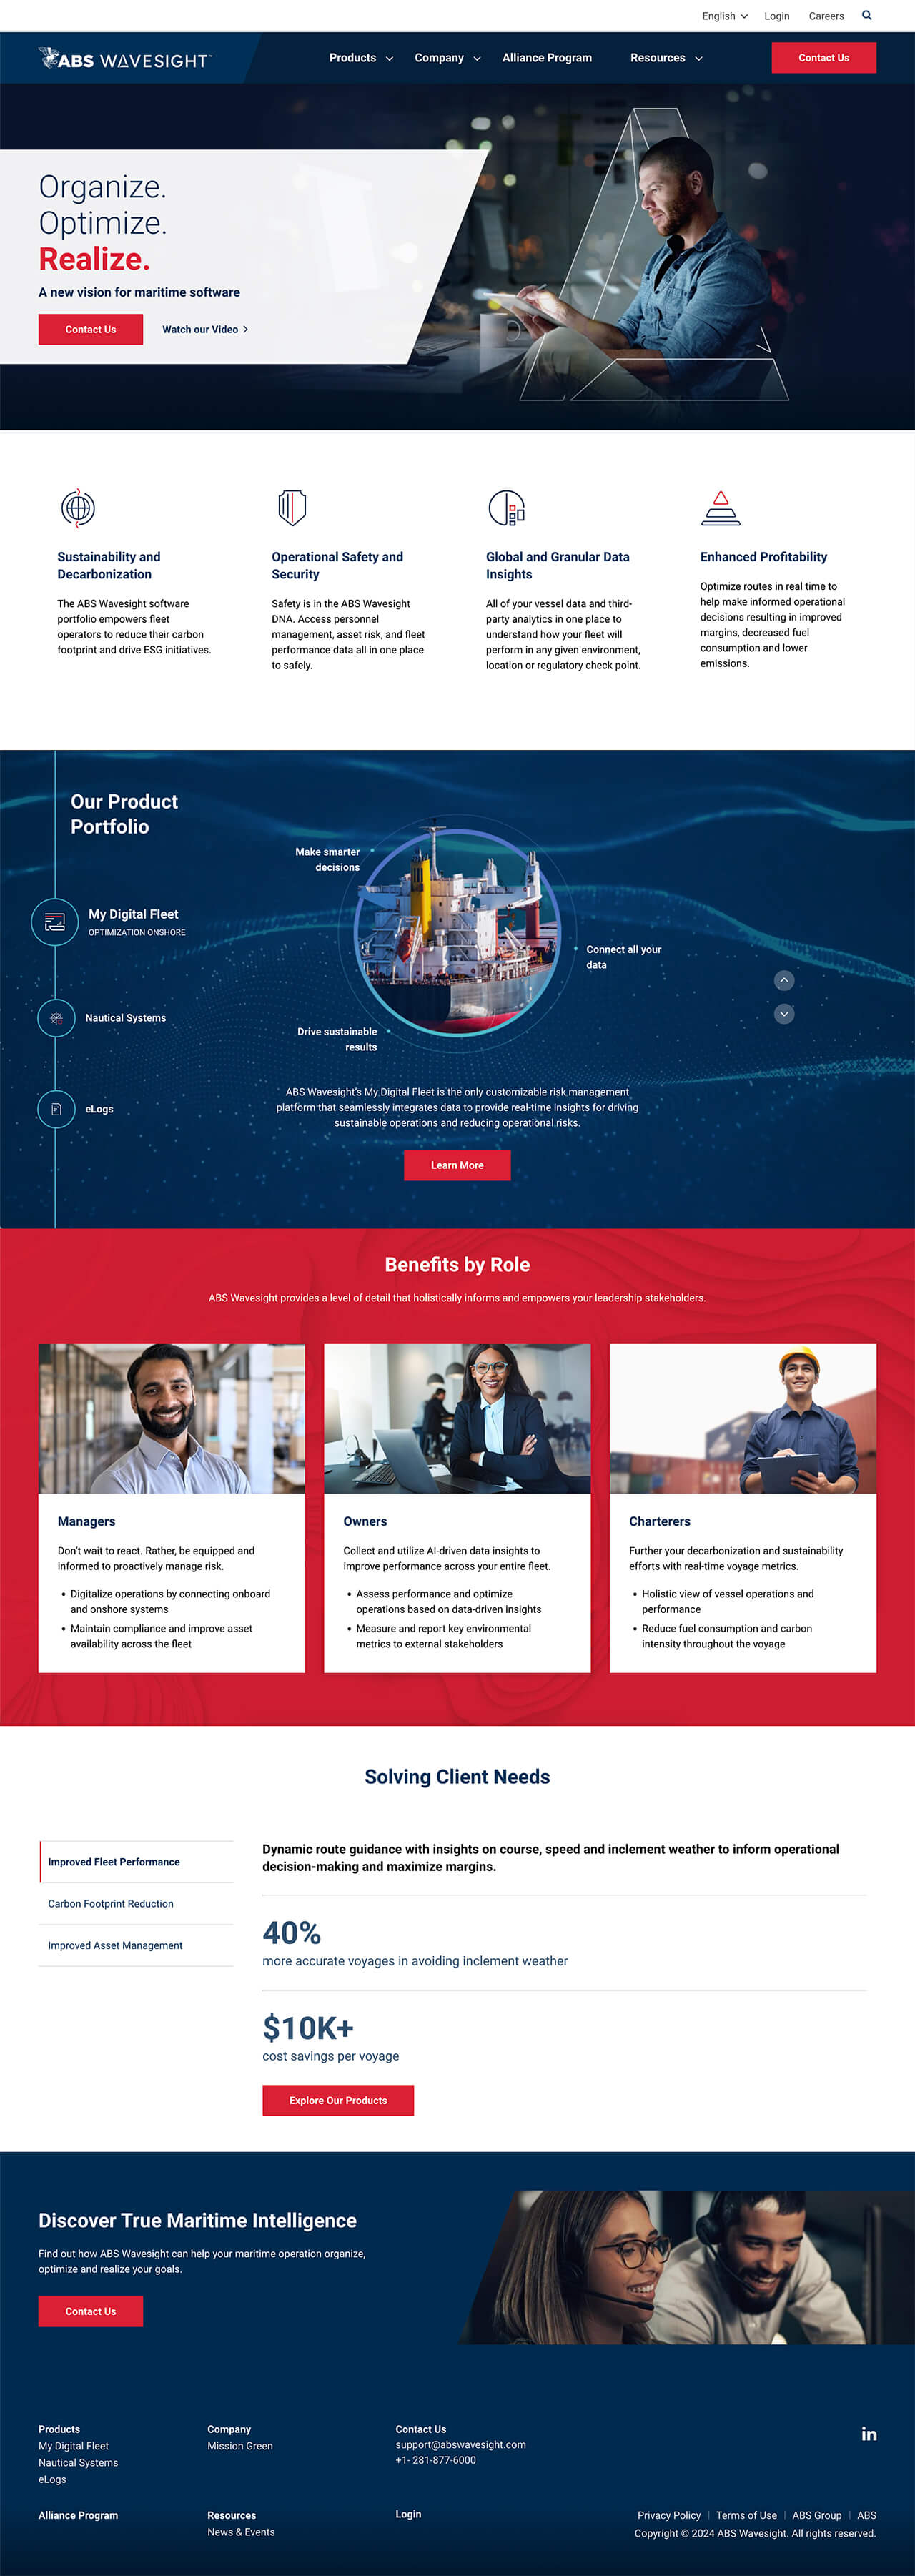 English
Login
Careers
ABS WAVESIGHT™
Products
Company
Alliance Program
Resources
Contact Us
Organize.
Optimize.
Realize.
A new vision for maritime software
Contact Us
Watch our Video
Sustainability and
Decarbonization
The ABS Wavesight software
portfolio empowers fleet
operators to reduce their carbon
footprint and drive ESG initiatives.
Operational Safety and
Security
Safety is in the ABS Wavesight
DNA. Access personnel
management, asset risk, and fleet
performance data all in one place
to safely.
Global and Granular Data
Insights
All of your vessel data and third-
party analytics in one place to
understand how your fleet will
perform in any given environment,
location or regulatory check point.
Enhanced Profitability
Optimize routes in real time to
help make informed operational
decisions resulting in improved
margins, decreased fuel
consumption and lower
emissions.
Our Product
Portfolio
My Digital Fleet
OPTIMIZATION ONSHORE
Nautical Systems
eLogs
Make smarter
decisions
Connect all your
data
Drive sustainable
results
ABS Wavesight's My Digital Fleet is the only customizable risk management
platform that seamlessly integrates data to provide real-time insights for driving
sustainable operations and reducing operational risks.
Learn More
Benefits by Role
ABS Wavesight provides a level of detail that holistically informs and empowers your leadership stakeholders.
Managers
Don't wait to react. Rather, be equipped and
informed to proactively manage risk.
• Digitalize operations by connecting onboard
and onshore systems
• Maintain compliance and improve asset
availability across the fleet
Owners
Collect and utilize AI-driven data insights to
improve performance across your entire fleet.
• Assess performance and optimize
operations based on data-driven insights
• Measure and report key environmental
metrics to external stakeholders
Charterers
Further your decarbonization and sustainability
efforts with real-time voyage metrics.
• Holistic view of vessel operations and
performance
• Reduce fuel consumption and carbon
intensity throughout the voyage
Solving Client Needs
Improved Fleet Performance
Carbon Footprint Reduction
Improved Asset Management
Dynamic route guidance with insights on course, speed and inclement weather to inform operational
decision-making and maximize margins.
40%
more accurate voyages in avoiding inclement weather
$10K+
cost savings per voyage
Explore Our Products
Discover True Maritime Intelligence
Find out how ABS Wavesight can help your maritime operation organize,
optimize and realize your goals.
Contact Us
Products
My Digital Fleet
Nautical Systems
eLogs
Company
Mission Green
Contact Us
support@abswavesight.com
+1- 281-877-6000
in
Alliance Program
Resources
News & Events
Login
Privacy Policy | Terms of Use | ABS Group | ABS
Copyright © 2024 ABS Wavesight. All rights reserved.